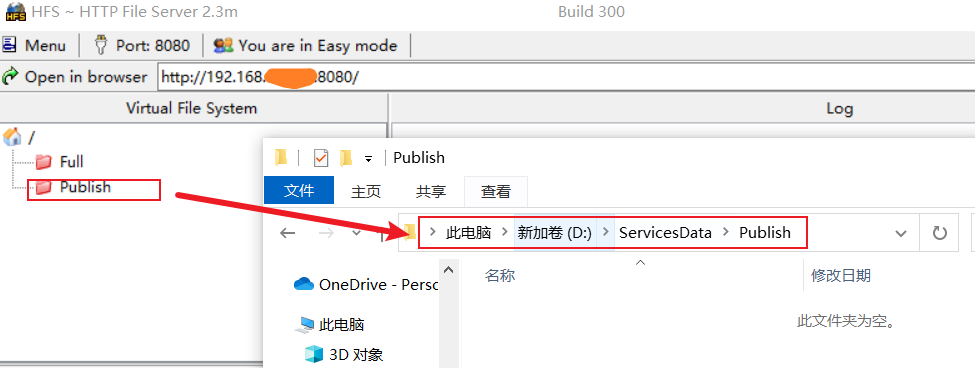 HFS ~ HTTP File Server 2.3m Build 300
Menu Port: 8080 You are in Easy mode
Open in browser http://192.168. .8080/
Virtual File System Log
/
Full
Publish
Publish
文件 主页 共享 查看
此电脑 新加卷 (D:) ServicesData Publish
名称 修改日期
OneDrive - Perso
此文件夹为空。
此电脑
3D 对象